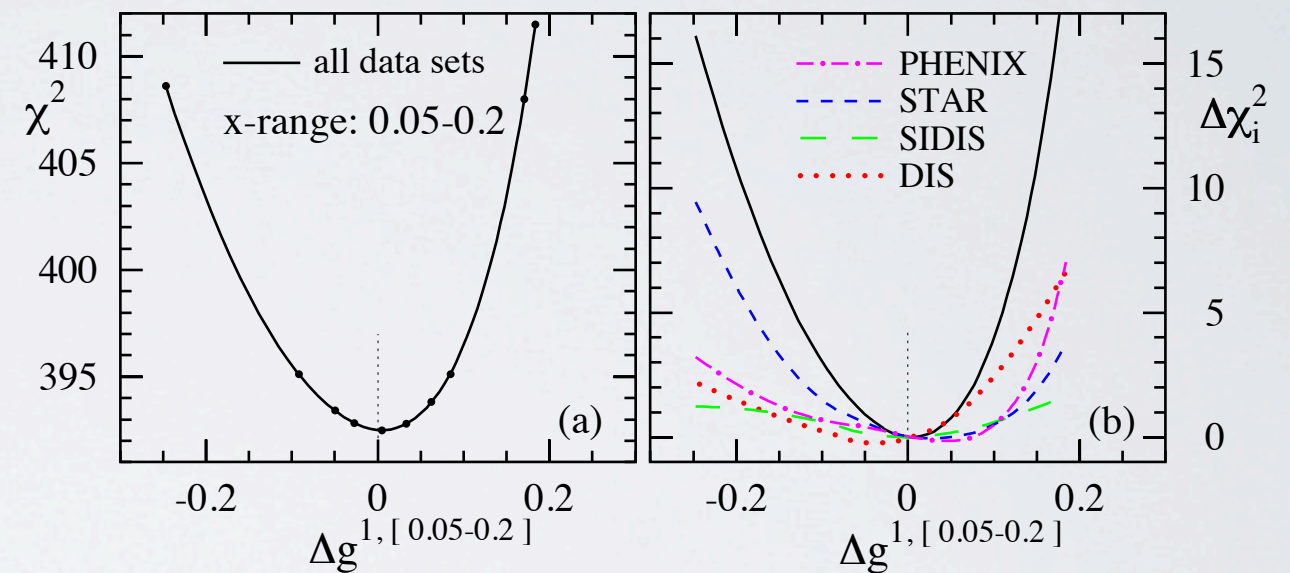 χ²
410
405
400
395
all data sets
x-range: 0.05-0.2
(a)
-0.2 0 0.2
Δg^{1, [ 0.05-0.2 ]}
PHENIX
STAR
SIDIS
DIS
(b)
-0.2 0 0.2
Δg^{1, [ 0.05-0.2 ]}
15
10
5
0
Δχ_i²